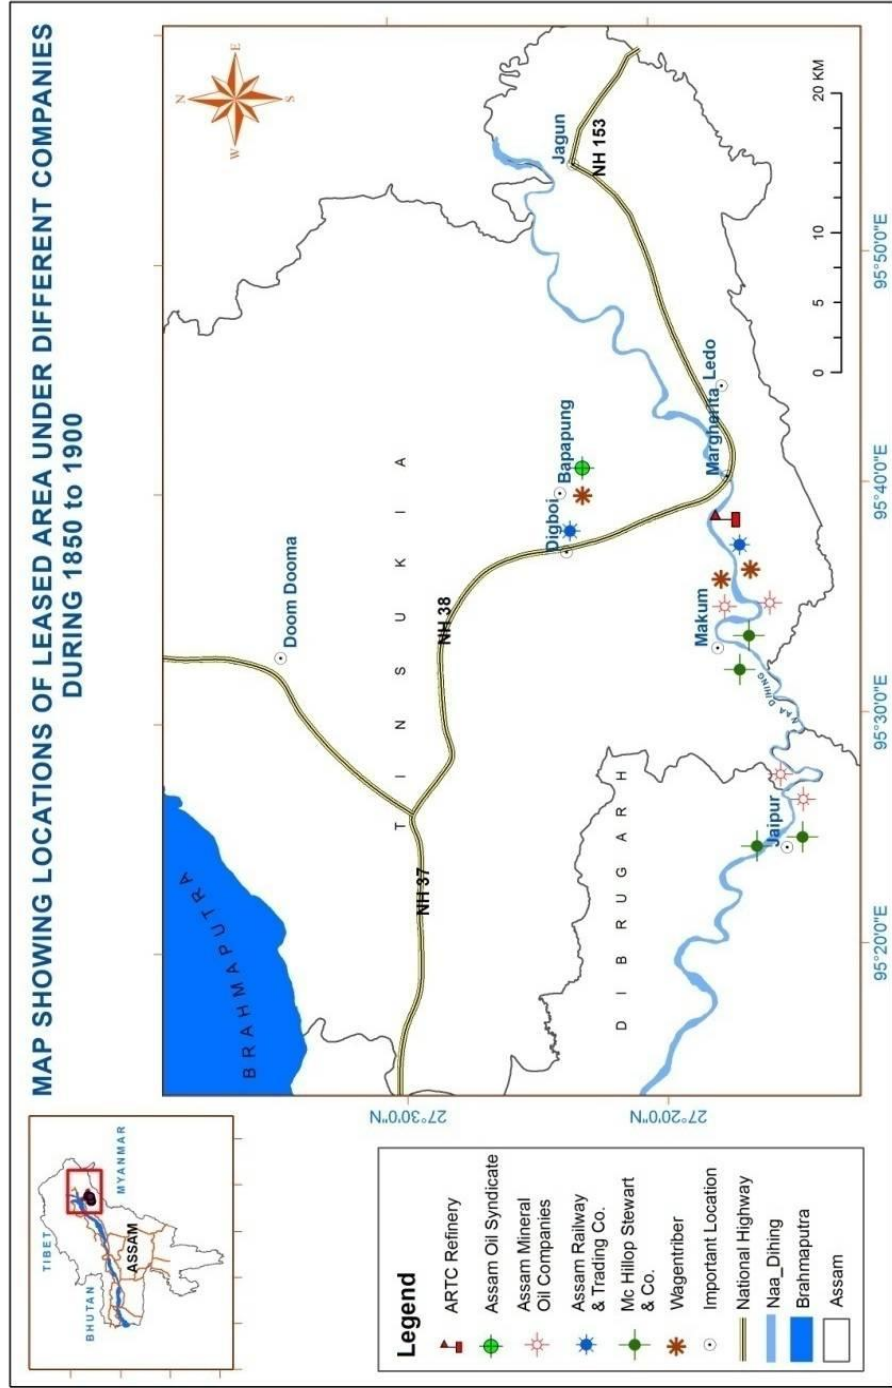 MAP SHOWING LOCATIONS OF LEASED AREA UNDER DIFFERENT COMPANIES
DURING 1850 to 1900
TIBET
BHUTAN
MYANMAR
ASSAM
Legend
ARTC Refinery
Assam Oil Syndicate
Assam Mineral
Oil Companies
Assam Railway
& Trading Co.
Mc Hillop Stewart
& Co.
Wagentriber
Important Location
National Highway
Naa_Dihing
Brahmaputra
Assam
N
W
E
S
BRAHMAPUTRA
Doom Dooma
TINSUKIA
NH 37
NH 38
Digboi
Bapapung
Jagun
NH 153
DIBRUGARH
Makum
Margherita
Ledo
NAA DIHING
Jaipur
0 5 10 20 KM
27°30'0"N
27°20'0"N
95°20'0"E
95°30'0"E
95°40'0"E
95°50'0"E